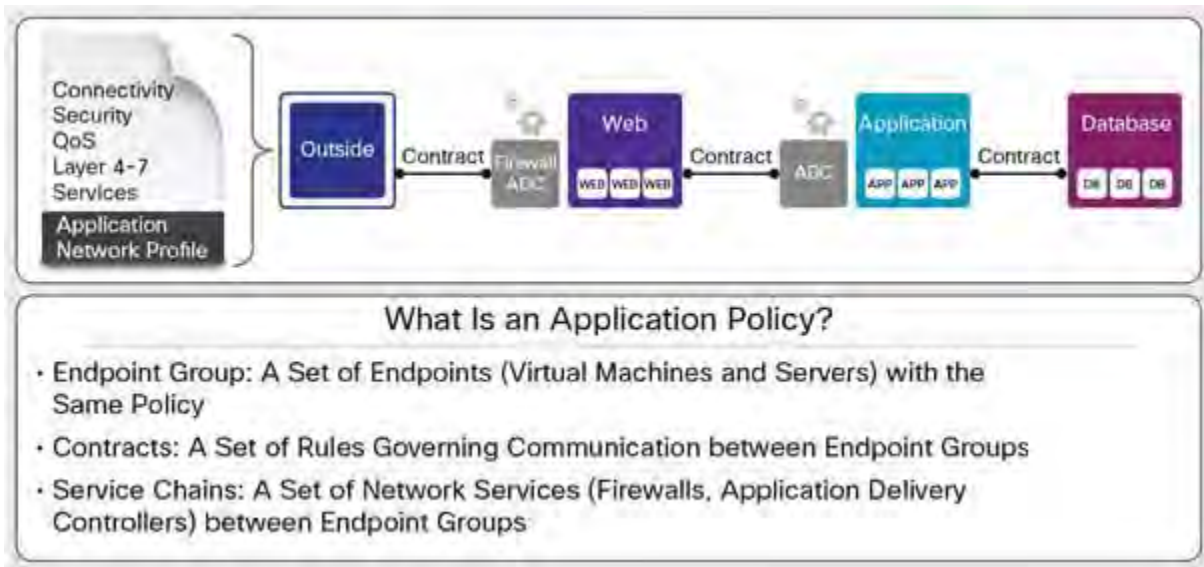 Connectivity
Security
QoS
Layer 4-7
Services
Application
Network Profile
Outside
Contract
Firewall
ADC
Web
WEB WEB WEB
Contract
ADC
Application
APP APP APP
Contract
Database
DB DB DB
What Is an Application Policy?
· Endpoint Group: A Set of Endpoints (Virtual Machines and Servers) with the
Same Policy
· Contracts: A Set of Rules Governing Communication between Endpoint Groups
· Service Chains: A Set of Network Services (Firewalls, Application Delivery
Controllers) between Endpoint Groups